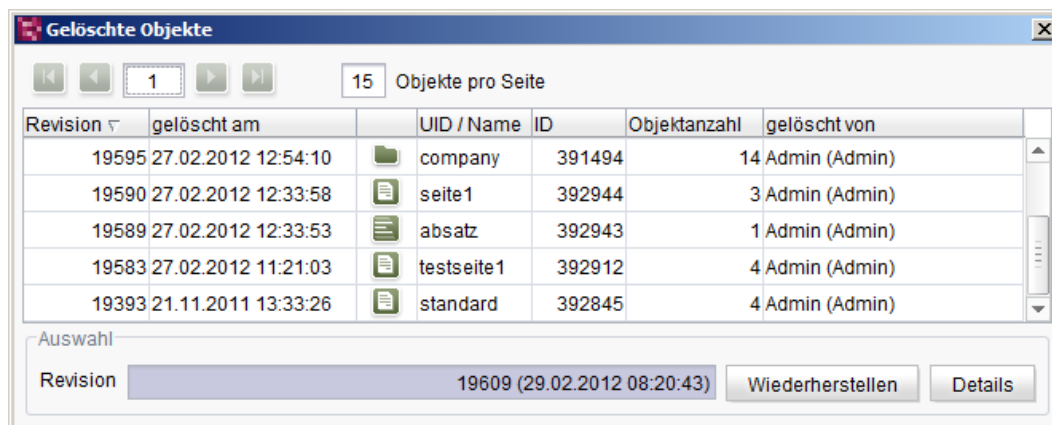 Gelöschte Objekte
1 15 Objekte pro Seite
Revision gelöscht am UID / Name ID Objektanzahl gelöscht von
19595 27.02.2012 12:54:10 company 391494 14 Admin (Admin)
19590 27.02.2012 12:33:58 seite1 392944 3 Admin (Admin)
19589 27.02.2012 12:33:53 absatz 392943 1 Admin (Admin)
19583 27.02.2012 11:21:03 testseite1 392912 4 Admin (Admin)
19393 21.11.2011 13:33:26 standard 392845 4 Admin (Admin)
Auswahl
Revision 19609 (29.02.2012 08:20:43) Wiederherstellen Details